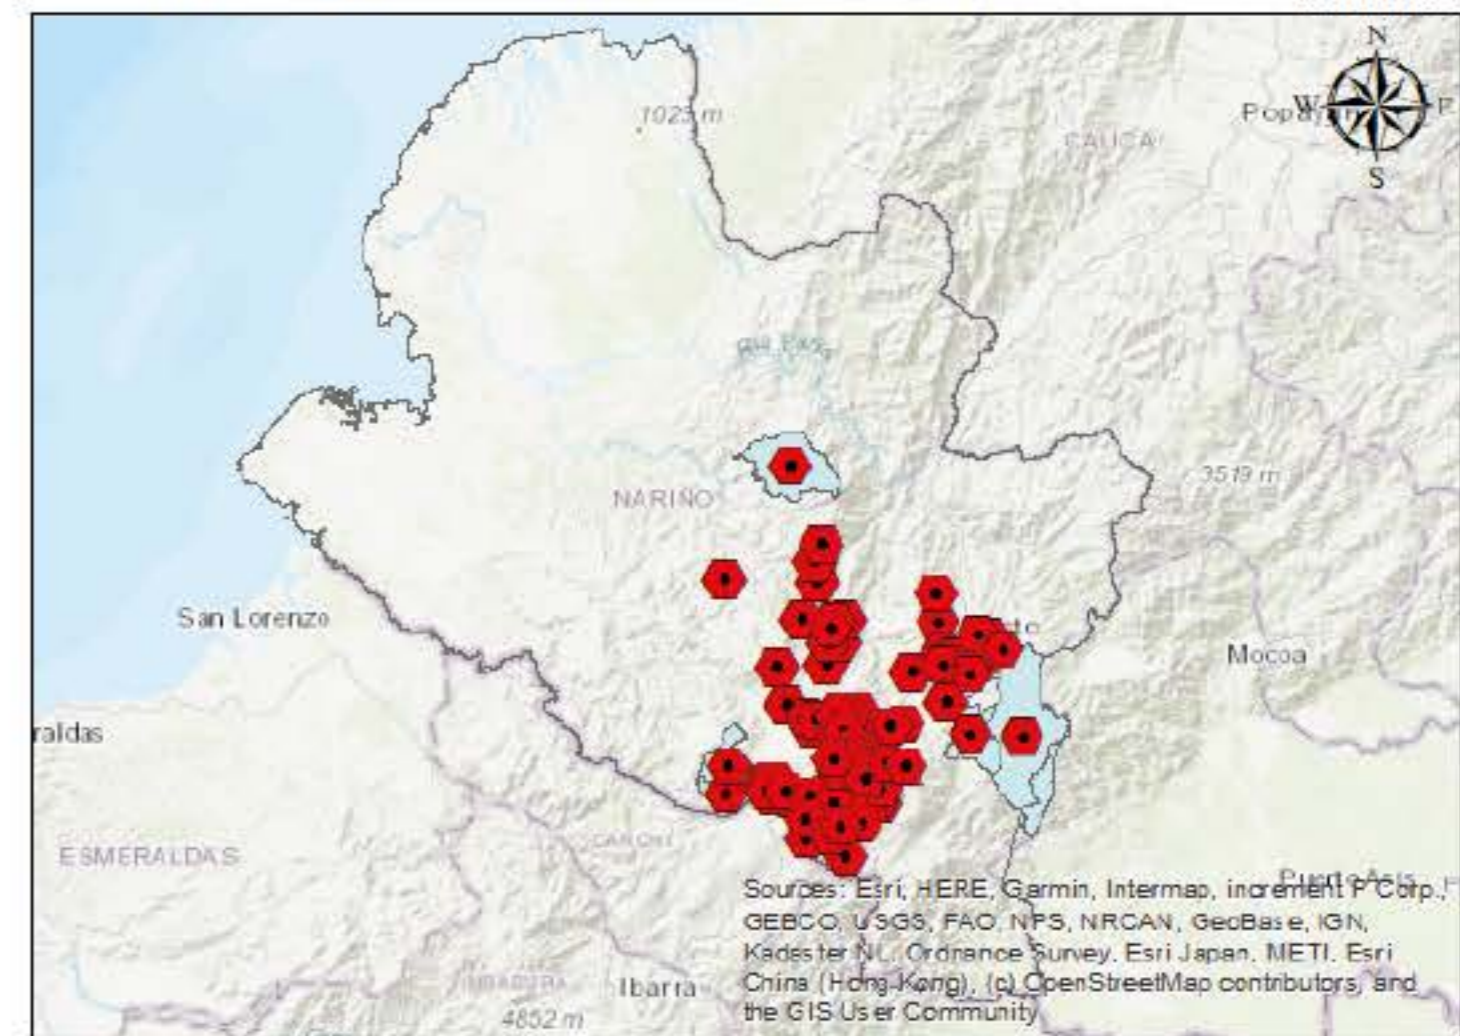 N
1023 m
W
S
CAUCA
NARIÑO
3519 m
San Lorenzo
Mocoa
raldas
ESMERALDAS
Sources: Esri, HERE, Garmin, Intermap, increment P Corp.,
GEBCO, USGS, FAO, NPS, NRCAN, GeoBase, IGN,
Kadaster NL, Ordnance Survey, Esri Japan, METI, Esri
China (Hong Kong), (c) OpenStreetMap contributors, and
the GIS User Community
Ibarra
4852 m